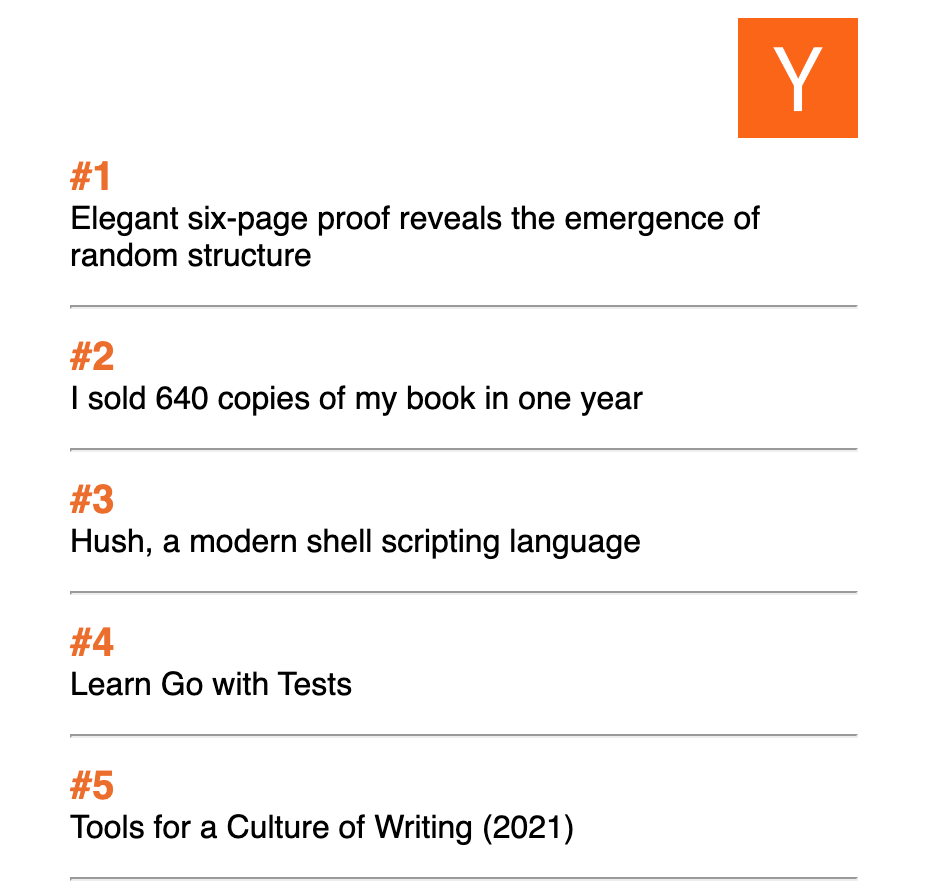 Y
#1
Elegant six-page proof reveals the emergence of
random structure
#2
I sold 640 copies of my book in one year
#3
Hush, a modern shell scripting language
#4
Learn Go with Tests
#5
Tools for a Culture of Writing (2021)